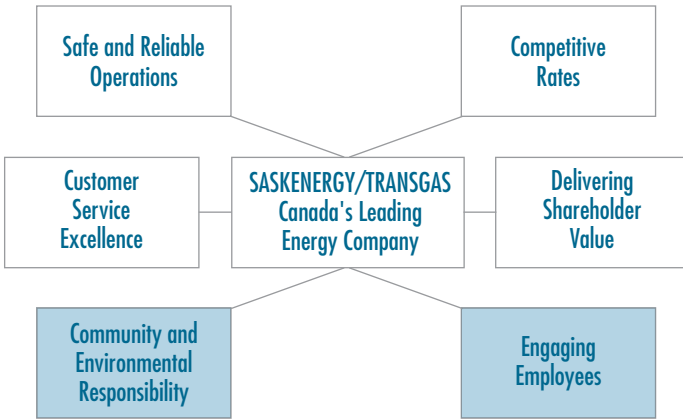 Safe and Reliable
Operations
Competitive
Rates
Customer
Service
Excellence
SASKENERGY/TRANSGAS
Canada's Leading
Energy Company
Delivering
Shareholder
Value
Community and
Environmental
Responsibility
Engaging
Employees